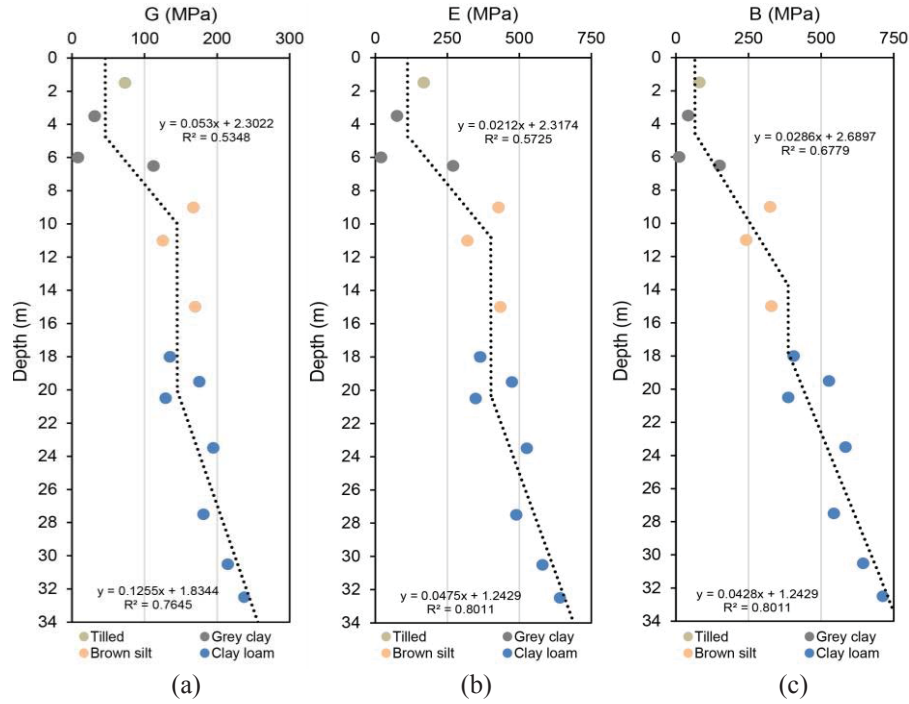 G (MPa)
0 100 200 300
0
2
4
6
8
10
12
14
16
18
20
22
24
26
28
30
32
34
Depth (m)
y = 0.053x + 2.3022
R² = 0.5348
y = 0.1255x + 1.8344
R² = 0.7645
Tilled Grey clay
Brown silt Clay loam
(a)
E (MPa)
0 250 500 750
0
2
4
6
8
10
12
14
16
18
20
22
24
26
28
30
32
34
Depth (m)
y = 0.0212x + 2.3174
R² = 0.5725
y = 0.0475x + 1.2429
R² = 0.8011
Tilled Grey clay
Brown silt Clay loam
(b)
B (MPa)
0 250 500 750
0
2
4
6
8
10
12
14
16
18
20
22
24
26
28
30
32
34
Depth (m)
y = 0.0286x + 2.6897
R² = 0.6779
y = 0.0428x + 1.2429
R² = 0.8011
Tilled Grey clay
Brown silt Clay loam
(c)